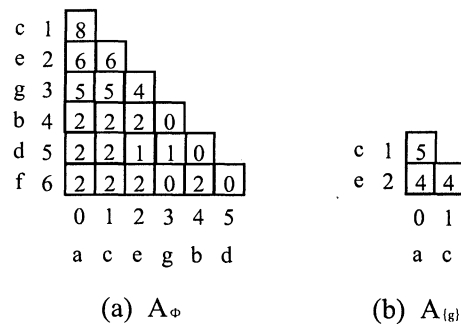 c 1 8
e 2 6 6
g 3 5 5 4
b 4 2 2 2 0
d 5 2 2 1 1 0 c 1 5
f 6 2 2 2 0 2 0 e 2 4 4
0 1 2 3 4 5 0 1
a c e g b d a c
(a) AΦ (b) A{g}